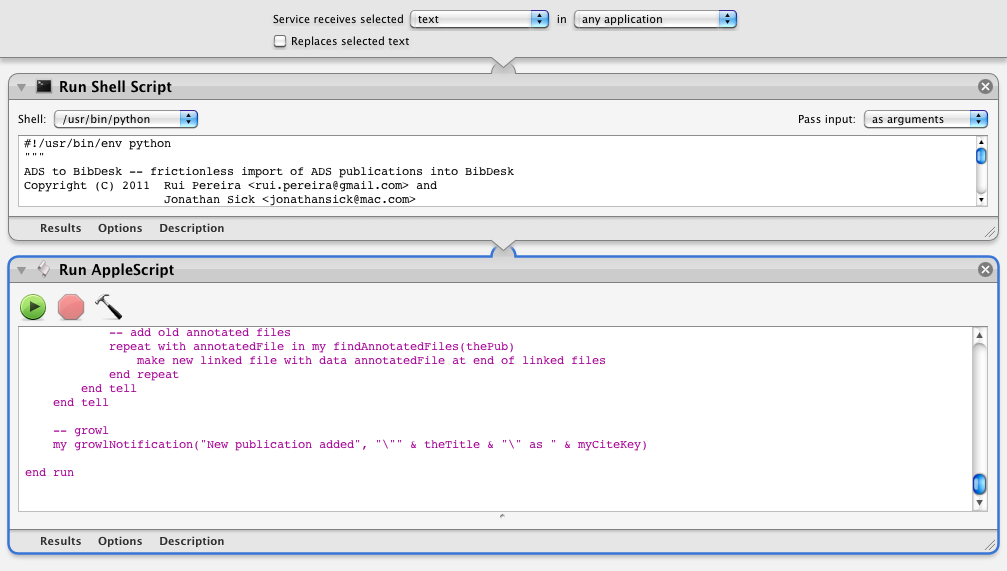 Service receives selected text in any application
Replaces selected text
Run Shell Script
Shell: /usr/bin/python Pass input: as arguments
#!/usr/bin/env python
"""
ADS to BibDesk -- frictionless import of ADS publications into BibDesk
Copyright (C) 2011  Rui Pereira <rui.pereira@gmail.com> and
                    Jonathan Sick <jonathansick@mac.com>
Results Options Description
Run AppleScript
            -- add old annotated files
            repeat with annotatedFile in my findAnnotatedFiles(thePub)
                make new linked file with data annotatedFile at end of linked files
            end repeat
        end tell
    end tell
    -- growl
    my growlNotification("New publication added", "\"" & theTitle & "\" as " & myCiteKey)
end run
Results Options Description